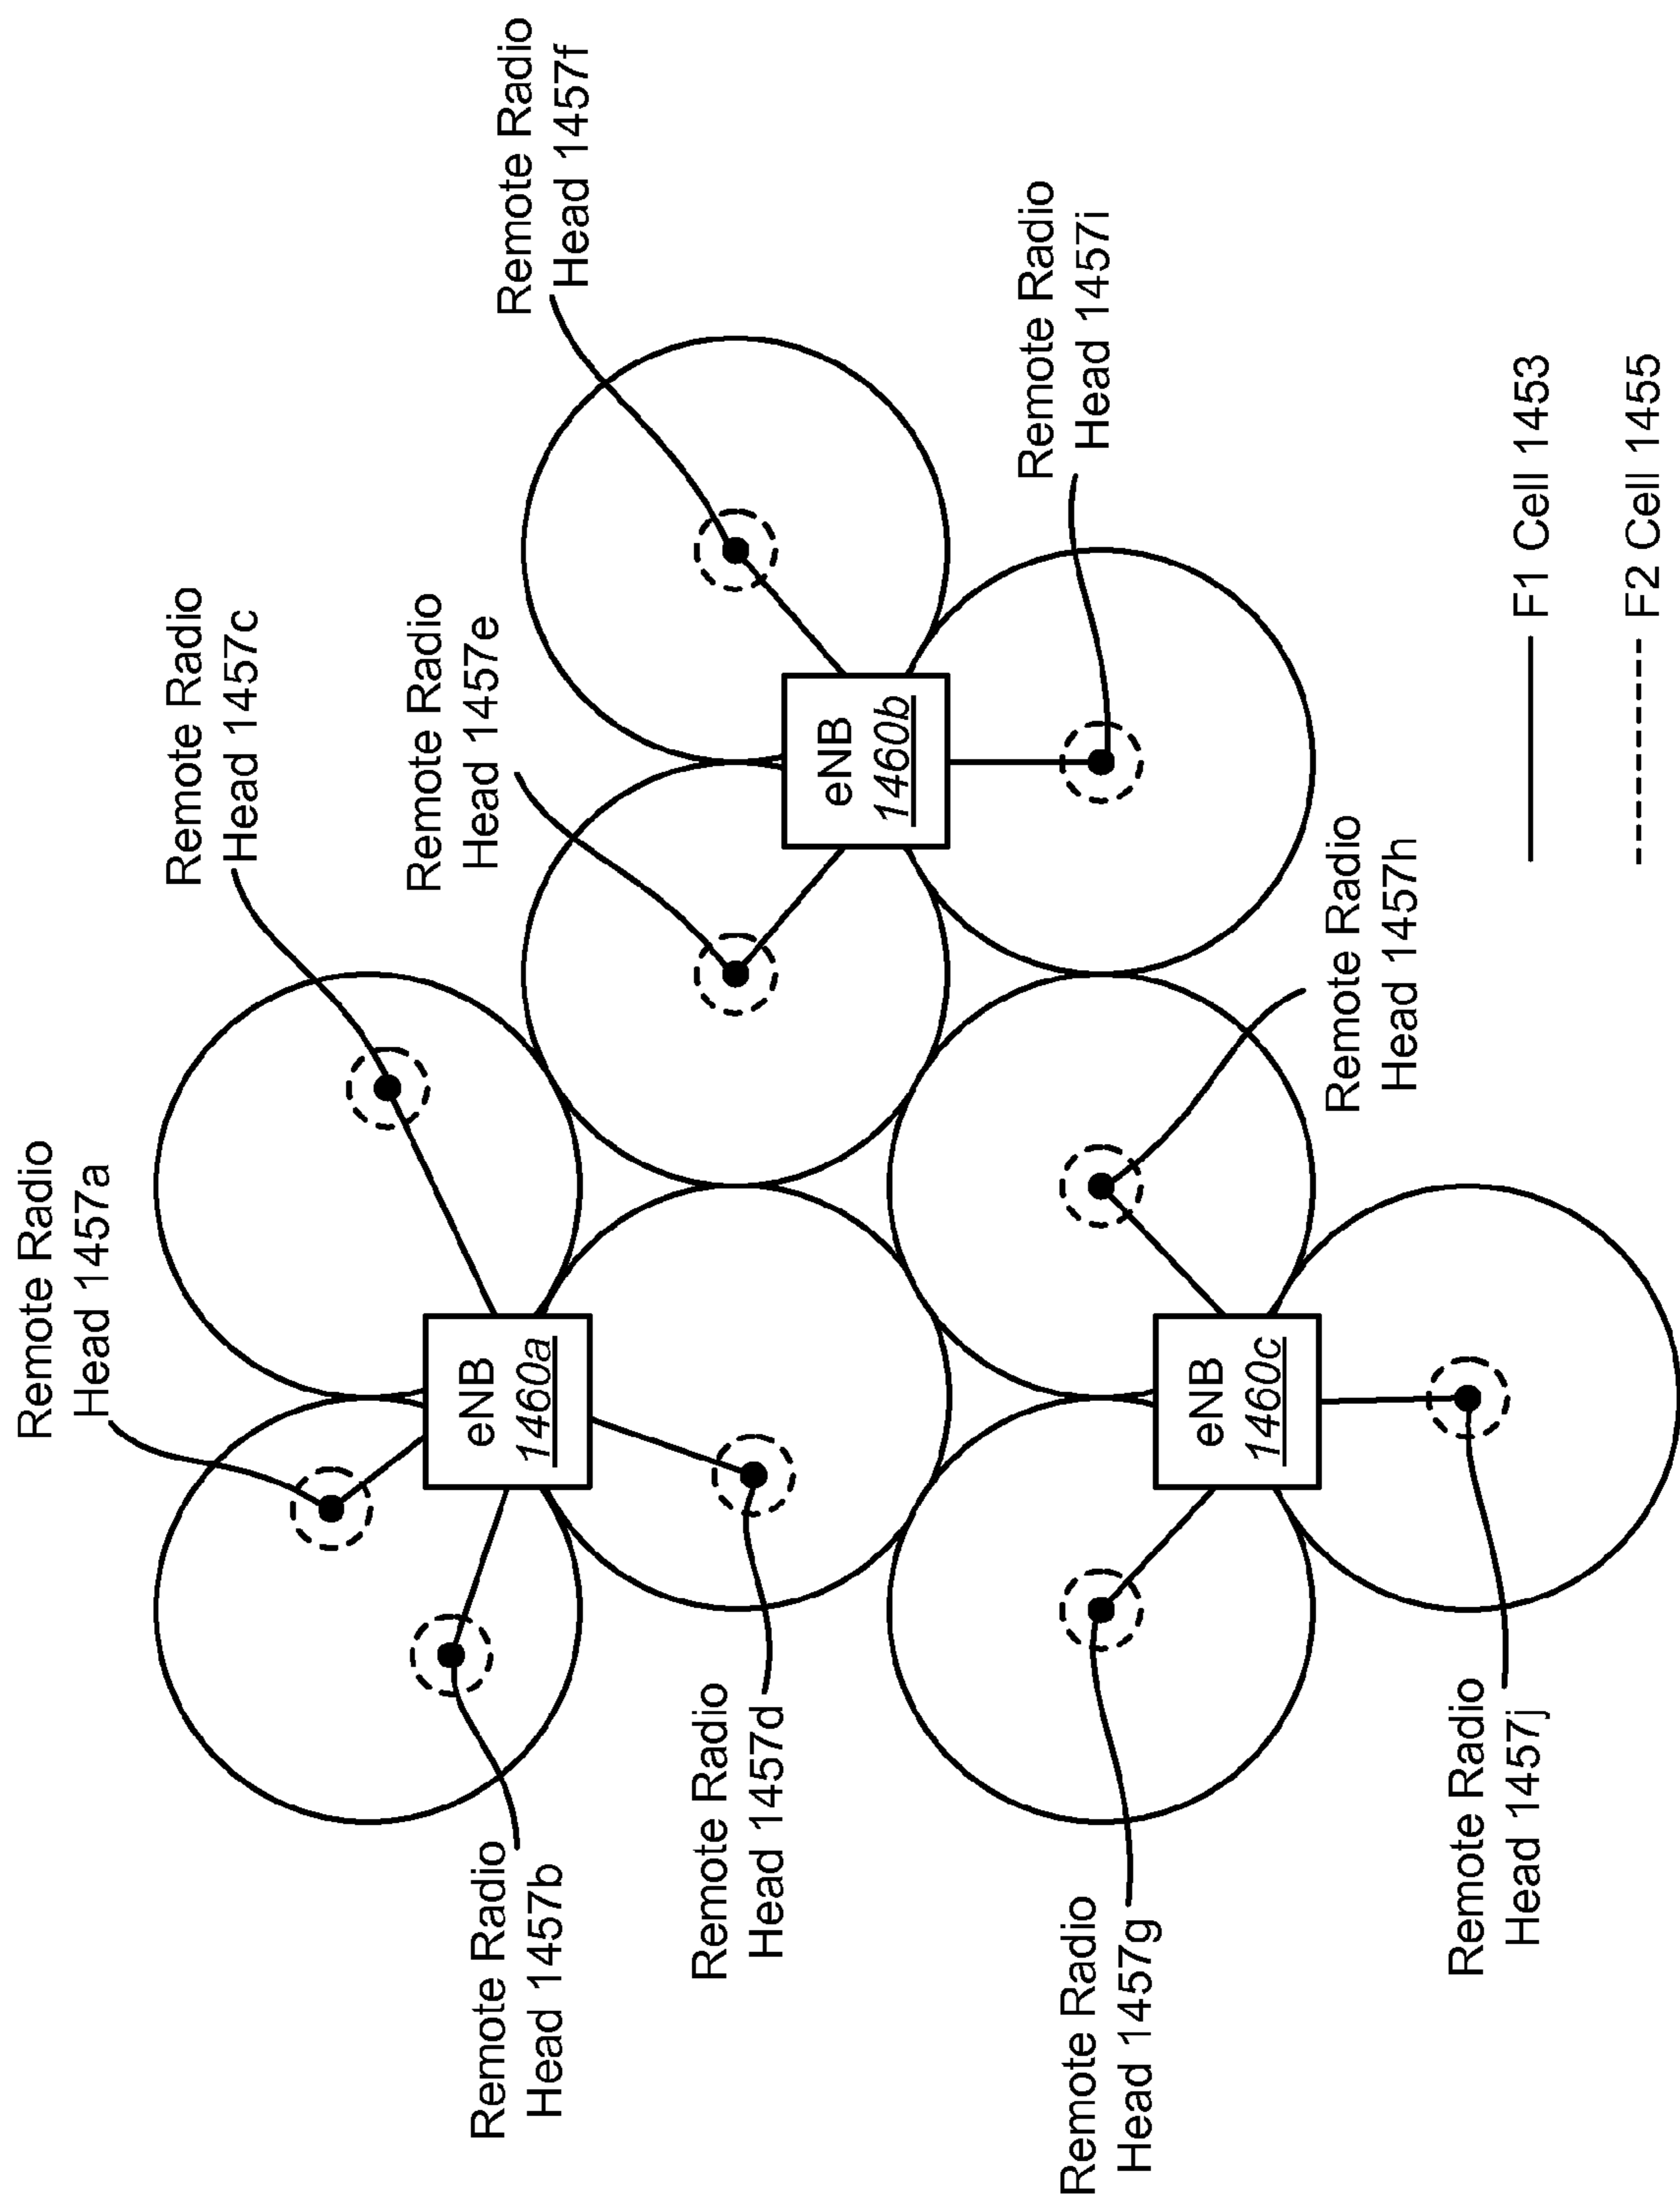 Remote Radio
Head 1457a
Remote Radio
Head 1457c
Remote Radio
Head 1457f
Remote Radio
Head 1457e
Remote Radio
Head 1457b
eNB
1460a
Remote Radio
Head 1457d
eNB
1460b
Remote Radio
Head 1457i
Remote Radio
Head 1457g
eNB
1460c
Remote Radio
Head 1457h
Remote Radio
Head 1457j
F1 Cell 1453
F2 Cell 1455